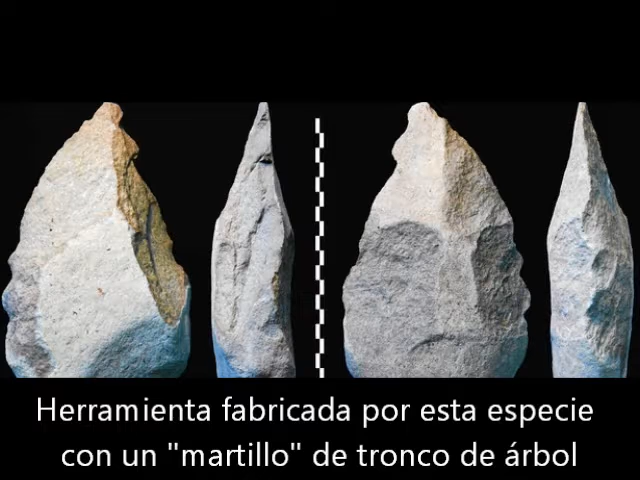 Herramienta fabricada por esta especie
con un "martillo" de tronco de árbol